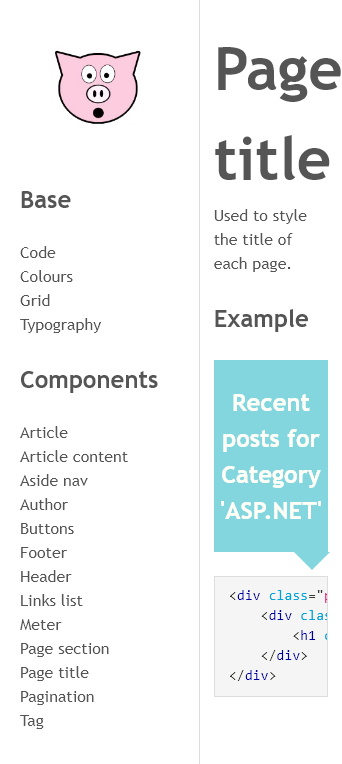 Base
Code
Colours
Grid
Typography
Components
Article
Article content
Aside nav
Author
Buttons
Footer
Header
Links list
Meter
Page section
Page title
Pagination
Tag
Page
title
Used to style
the title of
each page.
Example
Recent
posts for
Category
'ASP.NET'
<div class="p
<div clas
<h1 c
</div>
</div>